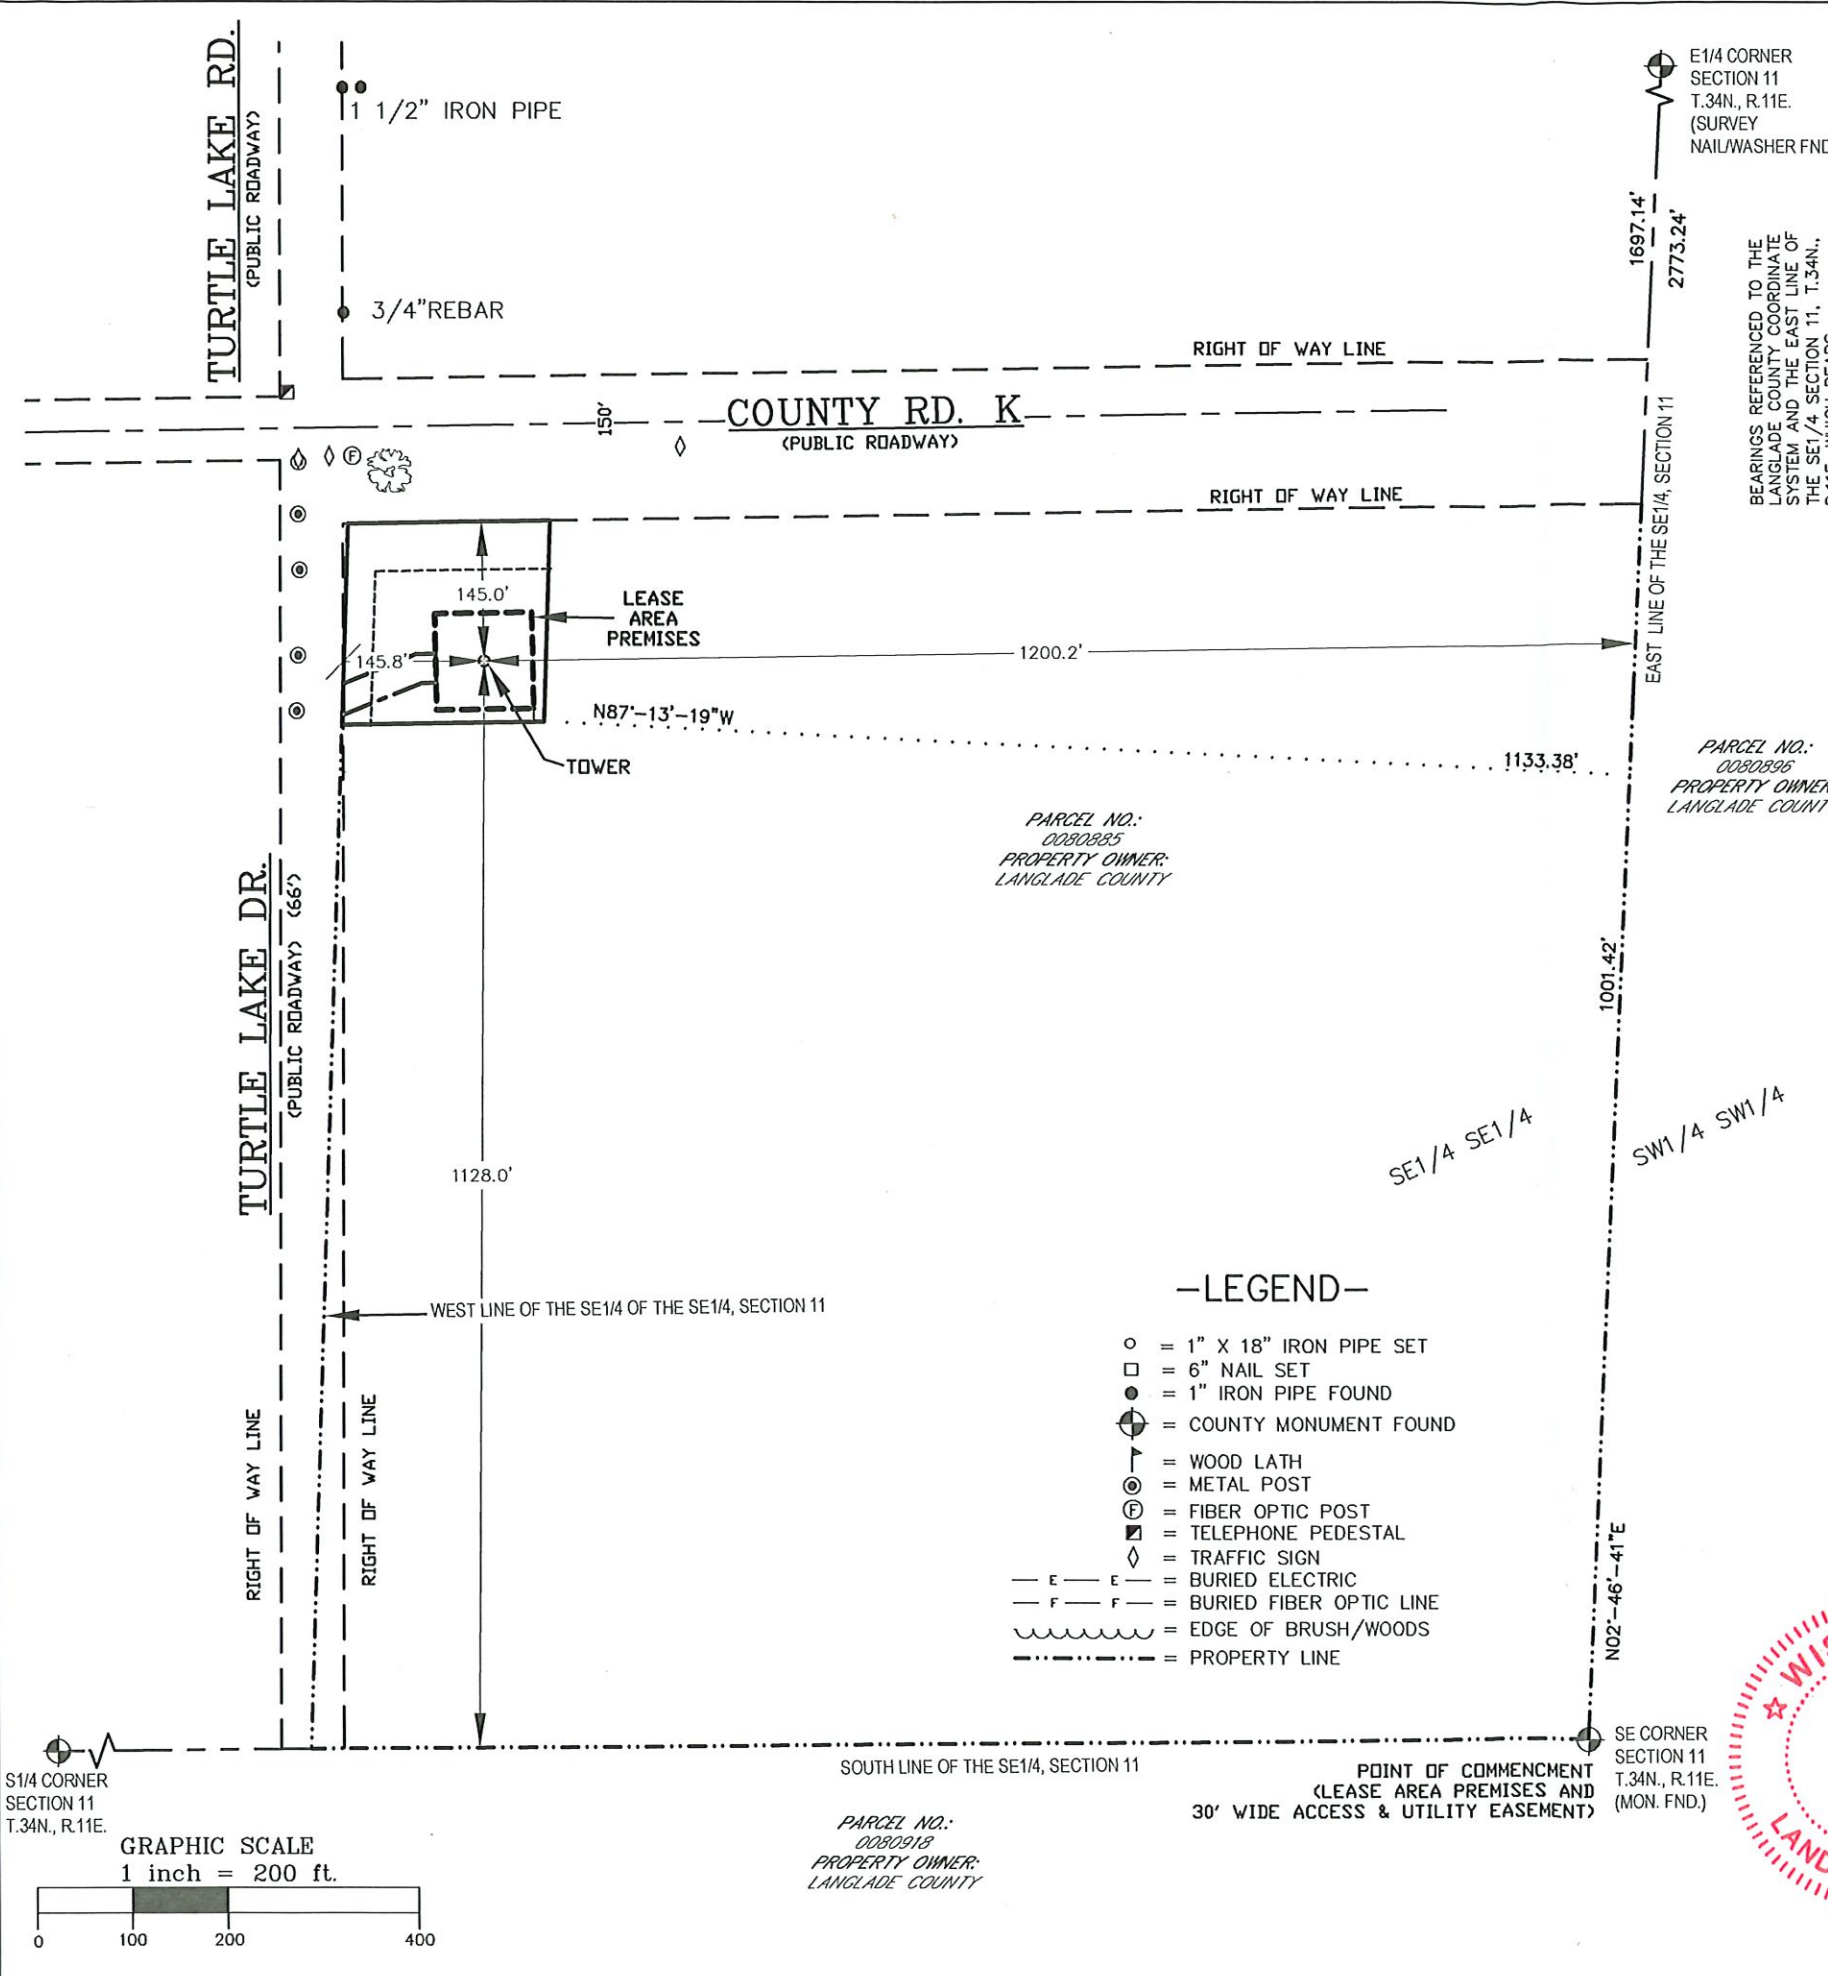 TURTLE LAKE RD.
(PUBLIC ROADWAY)
1 1/2" IRON PIPE
3/4"REBAR
E1/4 CORNER
SECTION 11
T.34N., R.11E.
(SURVEY
NAIL/WASHER FND
1697.14'
2773.24'
BEARINGS REFERENCED TO THE
LANGLADE COUNTY COORDINATE
SYSTEM AND THE EAST LINE OF
THE SE1/4 SECTION 11, T.34N.,
RIGHT OF WAY LINE
150'
COUNTY RD. K
(PUBLIC ROADWAY)
F
RIGHT OF WAY LINE
EAST LINE OF THE SE1/4, SECTION 11
145.0'
LEASE
AREA
PREMISES
145.8'
1200.2'
N87°-13'-19"W
1133.38'
TOWER
PARCEL NO.:
0080896
PROPERTY OWNER
LANGLADE COUNT
PARCEL NO.:
0080885
PROPERTY OWNER:
LANGLADE COUNTY
TURTLE LAKE DR.
(PUBLIC ROADWAY) (66')
1001.42'
1128.0'
SE1/4 SE1/4
SW1/4 SW1/4
WEST LINE OF THE SE1/4 OF THE SE1/4, SECTION 11
RIGHT OF WAY LINE
RIGHT OF WAY LINE
-LEGEND-
= 1" X 18" IRON PIPE SET
= 6" NAIL SET
= 1" IRON PIPE FOUND
= COUNTY MONUMENT FOUND
= WOOD LATH
= METAL POST
F = FIBER OPTIC POST
= TELEPHONE PEDESTAL
= TRAFFIC SIGN
E E = BURIED ELECTRIC
F F = BURIED FIBER OPTIC LINE
= EDGE OF BRUSH/WOODS
= PROPERTY LINE
N02°-46'-41"E
SE CORNER
SECTION 11
T.34N., R.11E.
(MON. FND.)
SOUTH LINE OF THE SE1/4, SECTION 11
POINT OF COMMENCMENT
(LEASE AREA PREMISES AND
30' WIDE ACCESS & UTILITY EASEMENT)
S1/4 CORNER
SECTION 11
T.34N., R.11E.
PARCEL NO.:
0080918
PROPERTY OWNER:
LANGLADE COUNTY
GRAPHIC SCALE
1 inch = 200 ft.
0 100 200 400